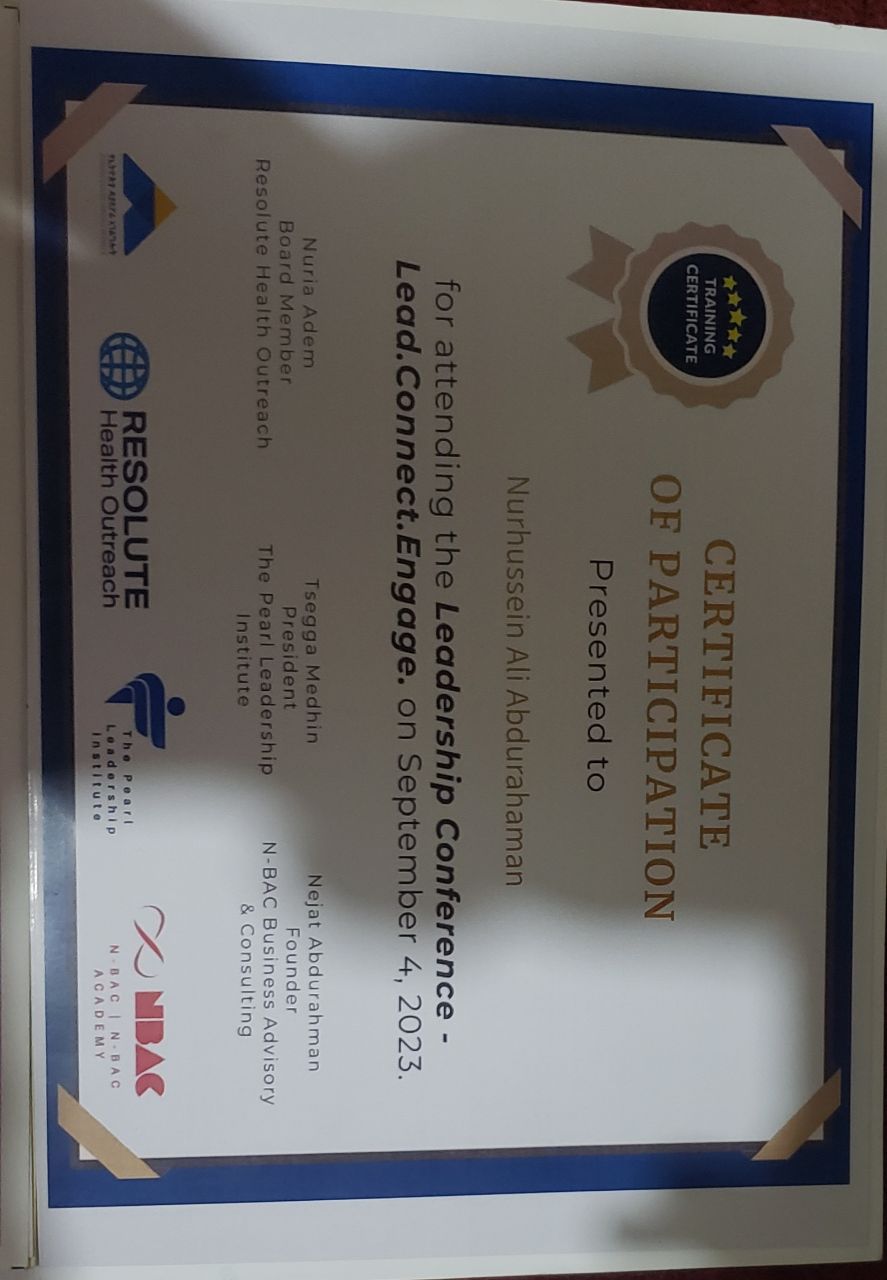 TRAINING
CERTIFICATE
CERTIFICATE
OF PARTICIPATION
Presented to
Nurhussein Ali Abdurahaman
for attending the Leadership Conference -
Lead.Connect.Engage. on September 4, 2023.
Nuria Adem
Board Member
Resolute Health Outreach
Tsegga Medhin
President
The Pearl Leadership
Institute
Nejat Abdurahman
Founder
N-BAC Business Advisory
& Consulting
RESOLUTE
Health Outreach
The Pearl
Leadership
Institute
NBAC
N-BAC | N-BAC
ACADEMY